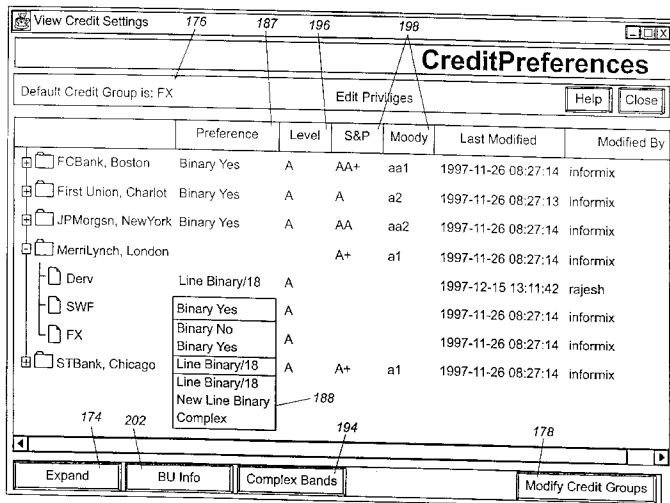 176 187 196 198
View Credit Settings
CreditPreferences
Default Credit Group is: FX Edit Priviliges Help Close
Preference Level S&P Moody Last Modified Modified By
FCBank, Boston Binary Yes A AA+ aa1 1997-11-26 08:27:14 informix
First Union, Charlot Binary Yes A A a2 1997-11-26 08:27:13 informix
JPMorgsn, NewYork Binary Yes A AA aa2 1997-11-26 08:27:14 informix
MerriLynch, London A+ a1 1997-11-26 08:27:14 informix
Derv Line Binary/18 A 1997-12-15 13:11:42 rajesh
SWF Binary Yes A 1997-11-26 08:27:14 informix
Binary No
FX Binary Yes A 1997-11-26 08:27:14 informix
STBank, Chicago Line Binary/18 A A+ a1 1997-11-26 08:27:14 informix
Line Binary/18
New Line Binary 188
Complex
174 202 194 178
Expand BU Info Complex Bands Modify Credit Groups